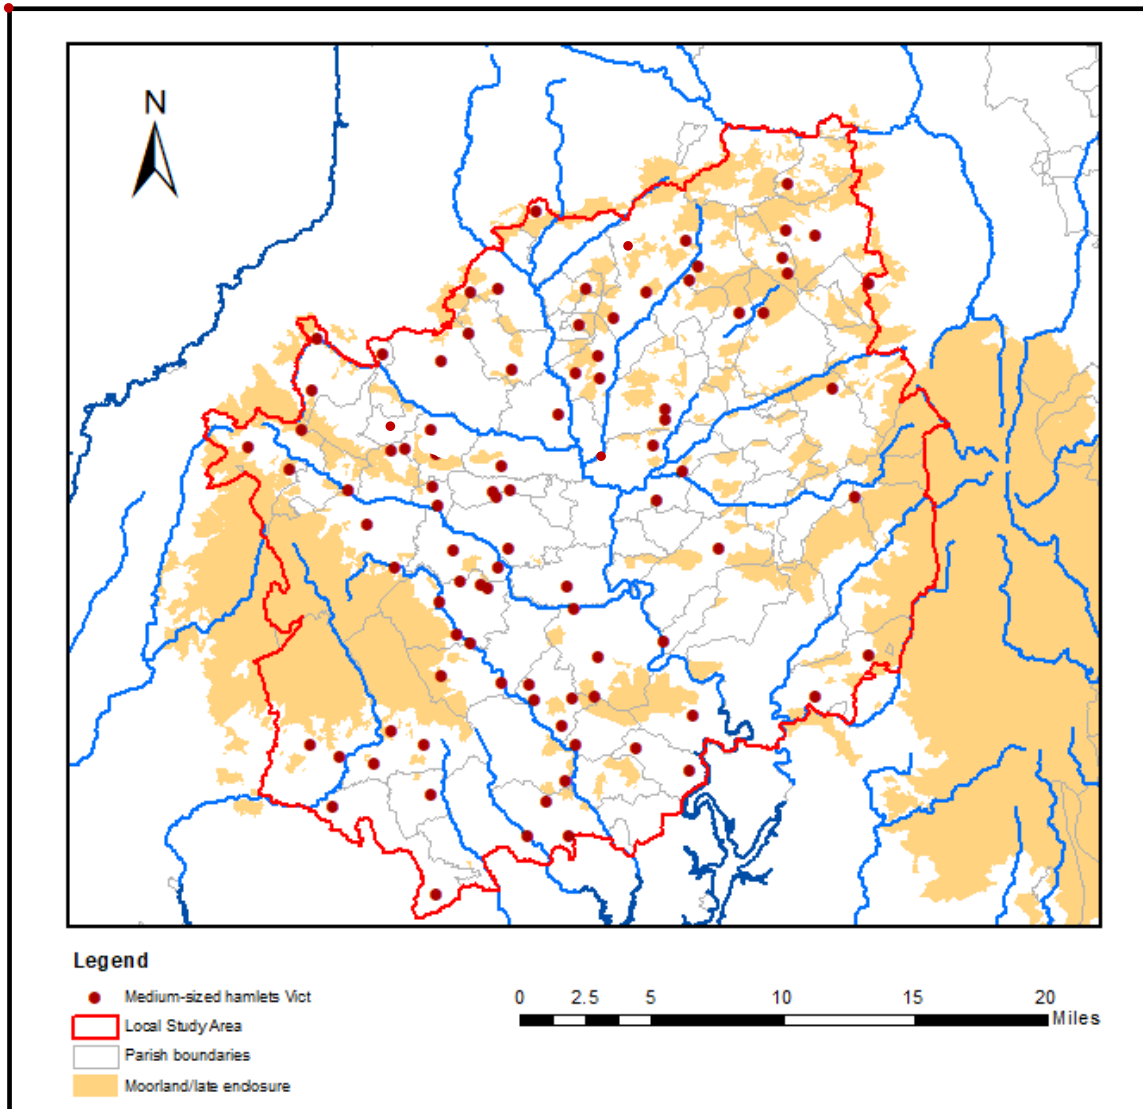 N
Legend
Medium-sized hamlets Vict
Local Study Area
Parish boundaries
Moorland/late enclosure
0 2.5 5 10 15 20
Miles